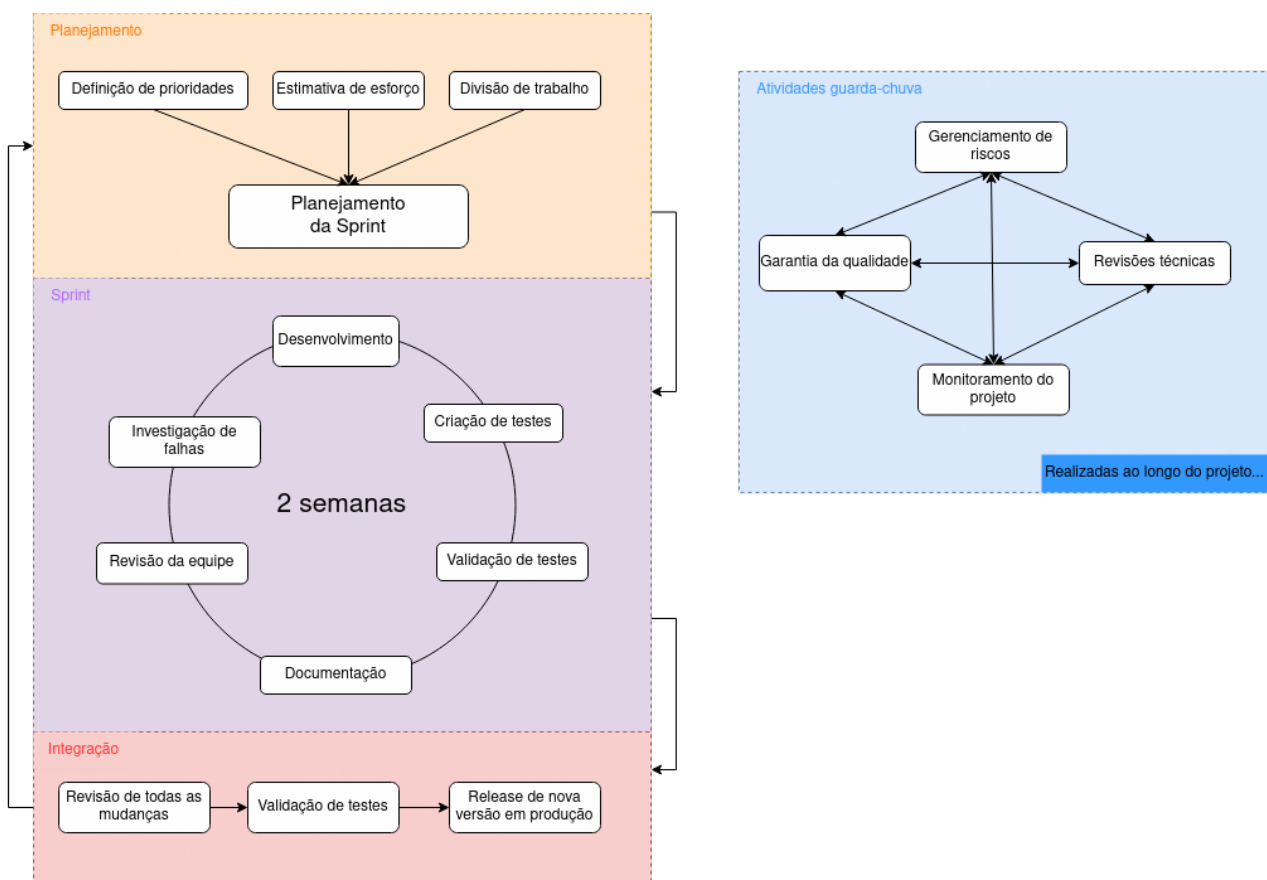 Planejamento
Definição de prioridades
Estimativa de esforço
Divisão de trabalho
Planejamento
da Sprint
Sprint
Desenvolvimento
Criação de testes
Investigação de
falhas
2 semanas
Revisão da equipe
Validação de testes
Documentação
Integração
Revisão de todas as
mudanças
Validação de testes
Release de nova
versão em produção
Atividades guarda-chuva
Gerenciamento de
riscos
Garantia da qualidade
Revisões técnicas
Monitoramento do
projeto
Realizadas ao longo do projeto...